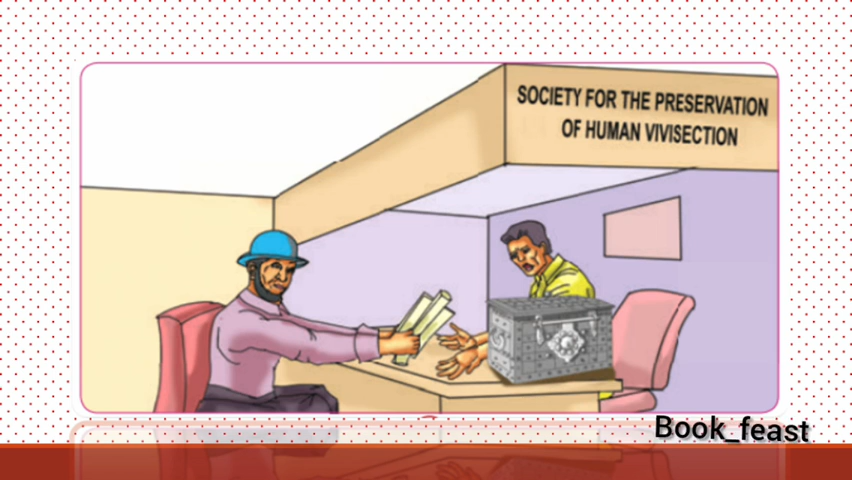 SOCIETY FOR THE PRESERVATION
OF HUMAN VIVISECTION
Book_feast